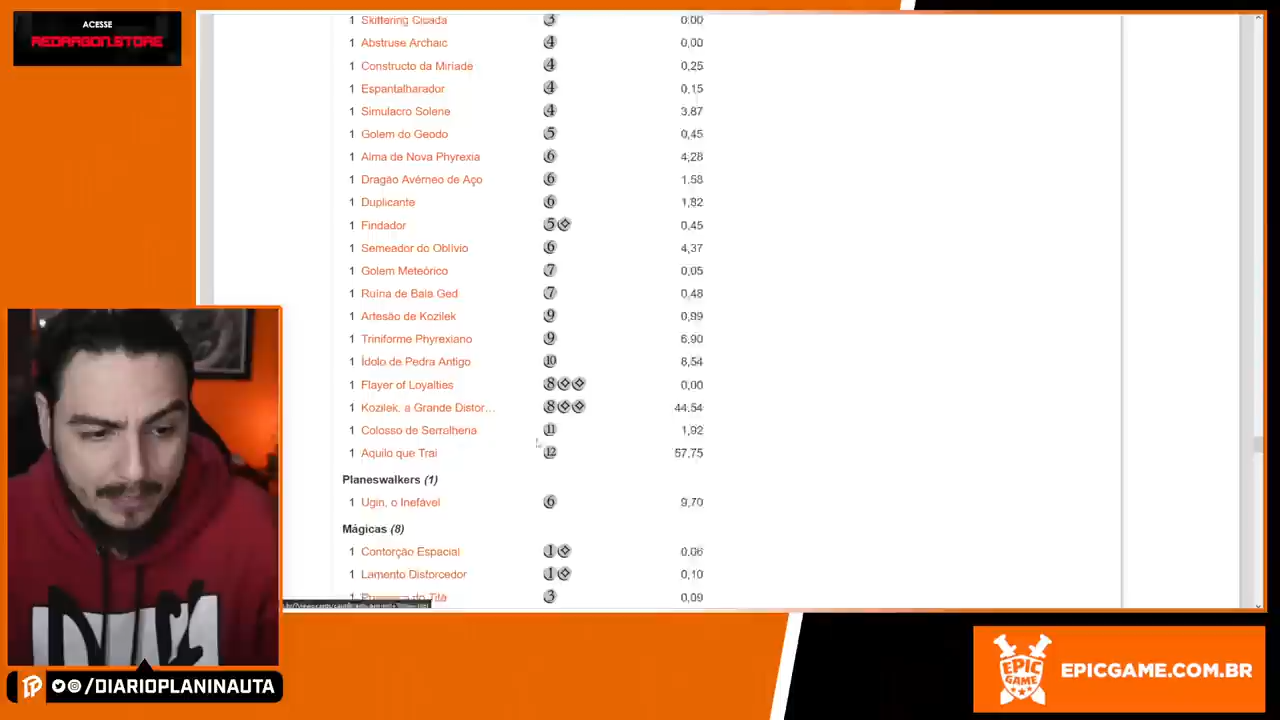 ACESSE
REDRAGON.STORE
1 Skittering Cicada 3 0,00
1 Abstruse Archaic 4 0,00
1 Constructo da Miríade 4 0,25
1 Espantalharador 4 0,15
1 Simulacro Solene 4 3,87
1 Golem do Geodo 5 0,45
1 Alma de Nova Phyrexia 6 4,28
1 Dragão Avérneo de Aço 6 1,58
1 Duplicante 6 1,82
1 Findador 5 0,45
1 Semeador do Oblívio 6 4,37
1 Golem Meteórico 7 0,05
1 Ruína de Bala Ged 7 0,48
1 Artesão de Kozilek 9 0,89
1 Triniforme Phyrexiano 9 6,90
1 Ídolo de Pedra Antigo 10 8,54
1 Flayer of Loyalties 8 0,00
1 Kozilek, a Grande Distor... 8 44,54
1 Colosso de Serralheria 11 1,92
1 Aquilo que Trai 12 57,75
Planeswalkers (1)
1 Ugin, o Inefável 6 9,70
Mágicas (8)
1 Contorção Espacial 1 0,06
1 Lamento Distorcedor 1 0,10
1 do Titã 3 0,09
/DIARIOPLANINAUTA
EPIC
GAME
EPICGAME.COM.BR